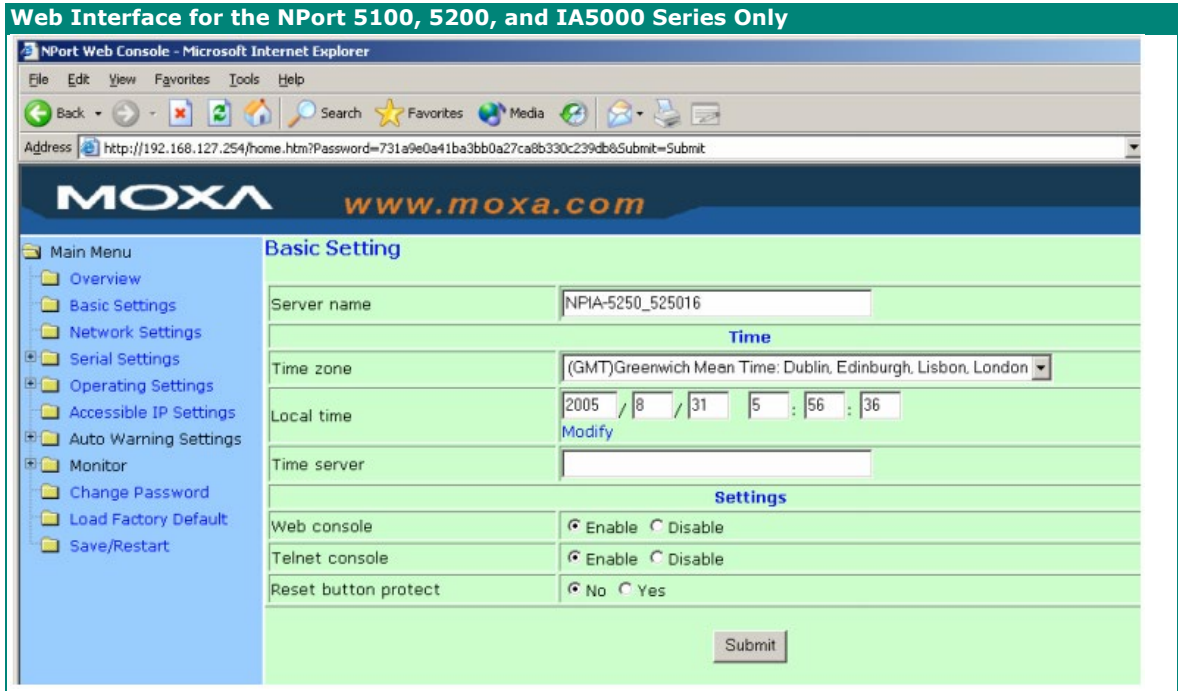 Web Interface for the NPort 5100, 5200, and IA5000 Series Only
NPort Web Console - Microsoft Internet Explorer
File Edit View Favorites Tools Help
Back Search Favorites Media
Address http://192.168.127.254/home.htm?Password=731a9e0a41ba3bb0a27ca8b330c239db&Submit=Submit
MOXA www.moxa.com
Main Menu
Overview
Basic Settings
Network Settings
Serial Settings
Operating Settings
Accessible IP Settings
Auto Warning Settings
Monitor
Change Password
Load Factory Default
Save/Restart
Basic Setting
Server name NPIA-5250_525016
Time
Time zone (GMT)Greenwich Mean Time: Dublin, Edinburgh, Lisbon, London
Local time 2005 / 8 / 31 5 : 56 : 36
Modify
Time server
Settings
Web console Enable Disable
Telnet console Enable Disable
Reset button protect No Yes
Submit